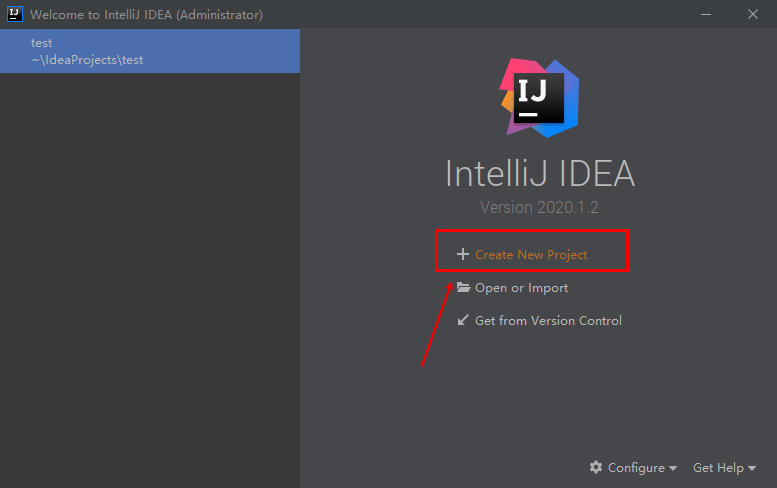 Welcome to IntelliJ IDEA (Administrator)
test
~\IdeaProjects\test
IJ
IntelliJ IDEA
Version 2020.1.2
Create New Project
Open or Import
Get from Version Control
Configure
Get Help